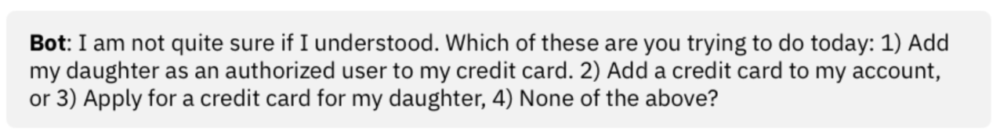 Bot: I am not quite sure if I understood. Which of these are you trying to do today: 1) Add
my daughter as an authorized user to my credit card. 2) Add a credit card to my account,
or 3) Apply for a credit card for my daughter, 4) None of the above?